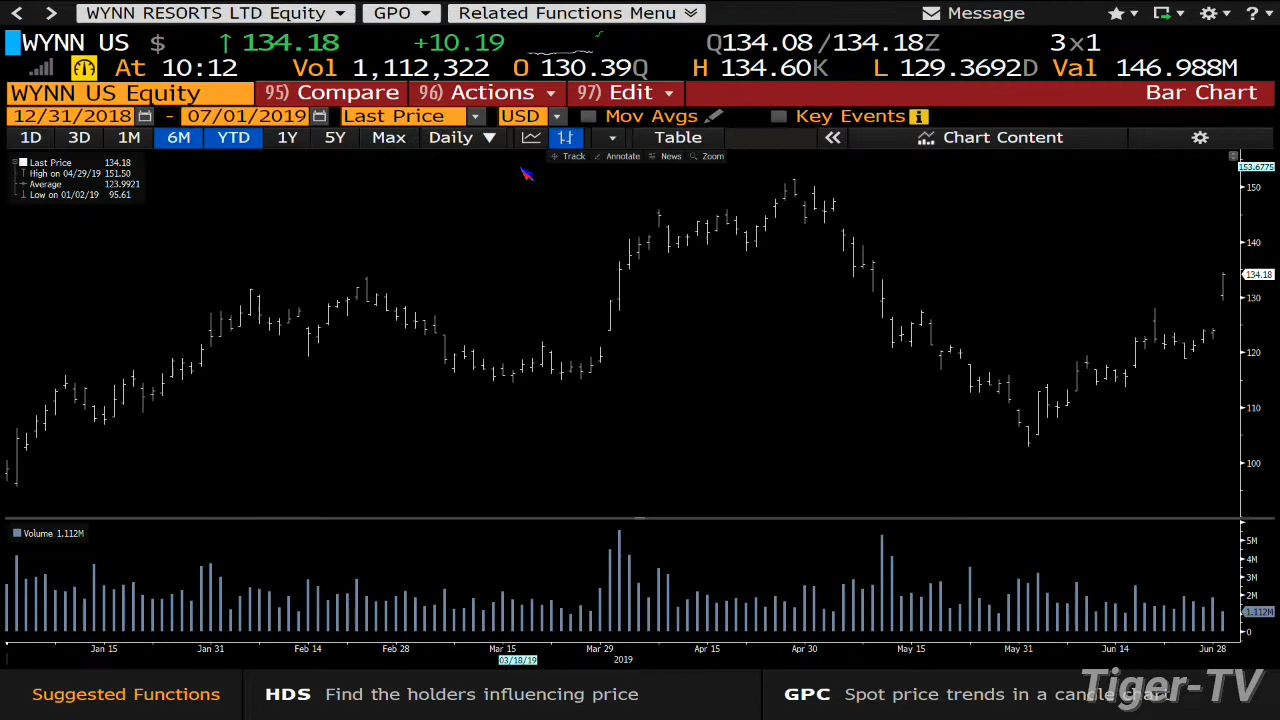 WYNN RESORTS LTD Equity GPO Related Functions Menu Message ?
WYNN US $ ↑ 134.18 +10.19 Q134.08 /134.18Z 3x1
At 10:12 Vol 1,112,322 O 130.39Q H 134.60K L 129.3692D Val 146.988M
WYNN US Equity 95) Compare 96) Actions 97) Edit Bar Chart
12/31/2018 - 07/01/2019 Last Price USD Mov Avgs Key Events i
1D 3D 1M 6M YTD 1Y 5Y Max Daily ▼ Table « Chart Content
Track Annotate News Zoom
Last Price 134.18
High on 04/29/19 151.50
Average 123.9921
Low on 01/02/19 95.61
153.6775
150
140
134.18
130
120
110
100
Volume 1.112M
5M
4M
3M
2M
1.112M
0
Jan 15 Jan 31 Feb 14 Feb 28 Mar 15 Mar 29 Apr 15 Apr 30 May 15 May 31 Jun 14 Jun 28
03/18/19 2019
Suggested Functions HDS Find the holders influencing price GPC Spot price trends in a candle chart
Tiger-TV